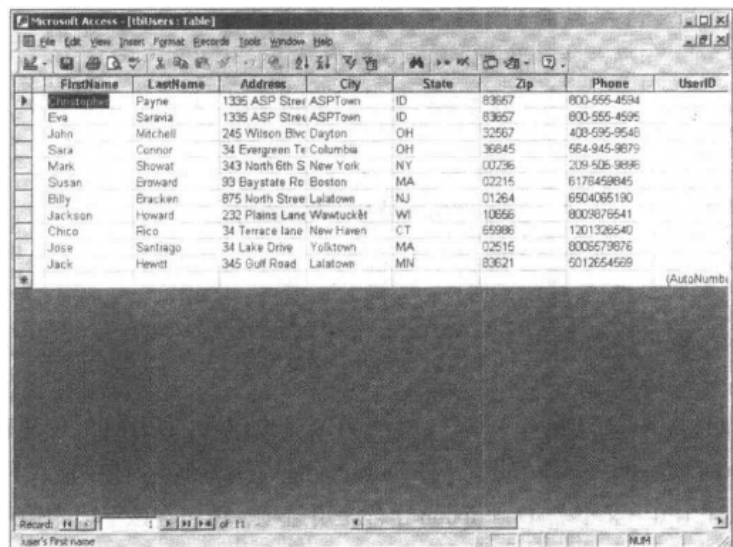 Microsoft Access - [tblUsers : Table]
File Edit View Insert Format Records Tools Window Help
FirstName LastName Address City State Zip Phone UserID
Christopher Payne 1335 ASP Street ASPTown ID 83657 800-555-4594
Eva Saravia 1335 ASP Stree ASPTown ID 83657 800-555-4595
John Mitchell 245 Wilson Blvd Dayton OH 32567 408-595-9548
Sara Connor 34 Evergreen Te Columbia OH 36845 564-945-9879
Mark Showat 343 North 6th S New York NY 00236 209-505-9896
Susan Broward 93 Baystate Ro Boston MA 02215 6176459845
Billy Bracken 875 North Stree Lalatown NJ 01264 6504065190
Jackson Howard 232 Plains Lane Wawtucket WI 10656 8009876541
Chico Rico 34 Terrace lane New Haven CT 65986 1201326540
Jose Santiago 34 Lake Drive Yolktown MA 02515 8006579876
Jack Hewitt 345 Gulf Road Lalatown MN 83621 5012654569
(AutoNumbe
Record: 1 of 11
user's first name NUM